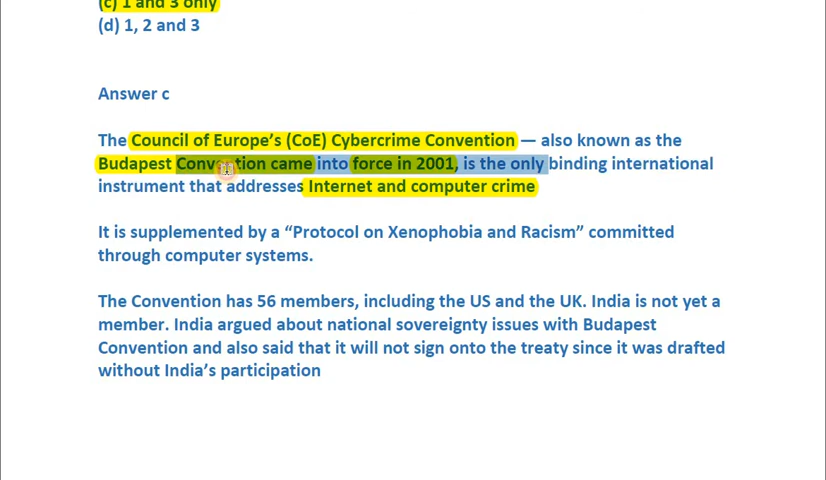 (c) 1 and 3 only
(d) 1, 2 and 3
Answer c
The Council of Europe’s (CoE) Cybercrime Convention — also known as the
Budapest Convention came into force in 2001, is the only binding international
instrument that addresses Internet and computer crime
It is supplemented by a “Protocol on Xenophobia and Racism” committed
through computer systems.
The Convention has 56 members, including the US and the UK. India is not yet a
member. India argued about national sovereignty issues with Budapest
Convention and also said that it will not sign onto the treaty since it was drafted
without India’s participation